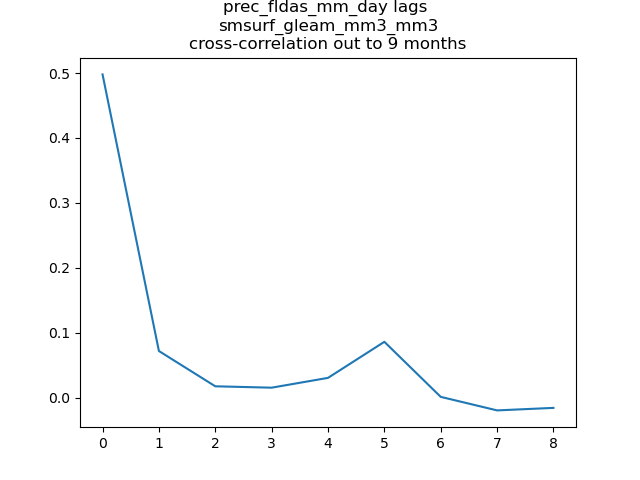 prec_fldas_mm_day lags
smsurf_gleam_mm3_mm3
cross-correlation out to 9 months
0.5
0.4
0.3
0.2
0.1
0.0
0 1 2 3 4 5 6 7 8